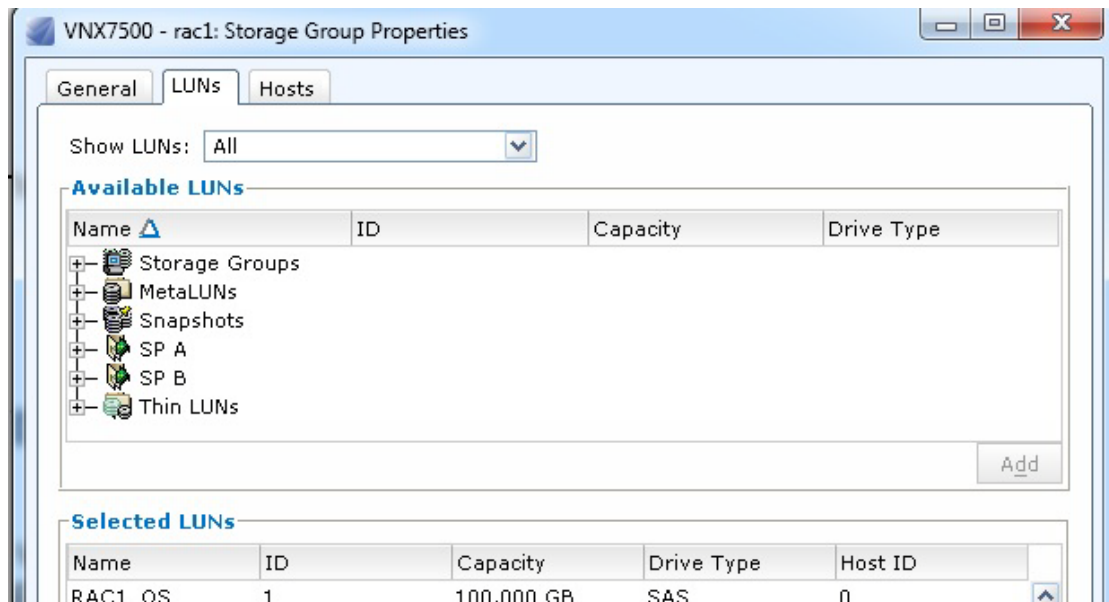 VNX7500 - rac1: Storage Group Properties
General LUNs Hosts
Show LUNs: All
Available LUNs
Name ID Capacity Drive Type
Storage Groups
MetaLUNs
Snapshots
SP A
SP B
Thin LUNs
Add
Selected LUNs
Name ID Capacity Drive Type Host ID
RAC1_OS 1 100.000 GB SAS 0